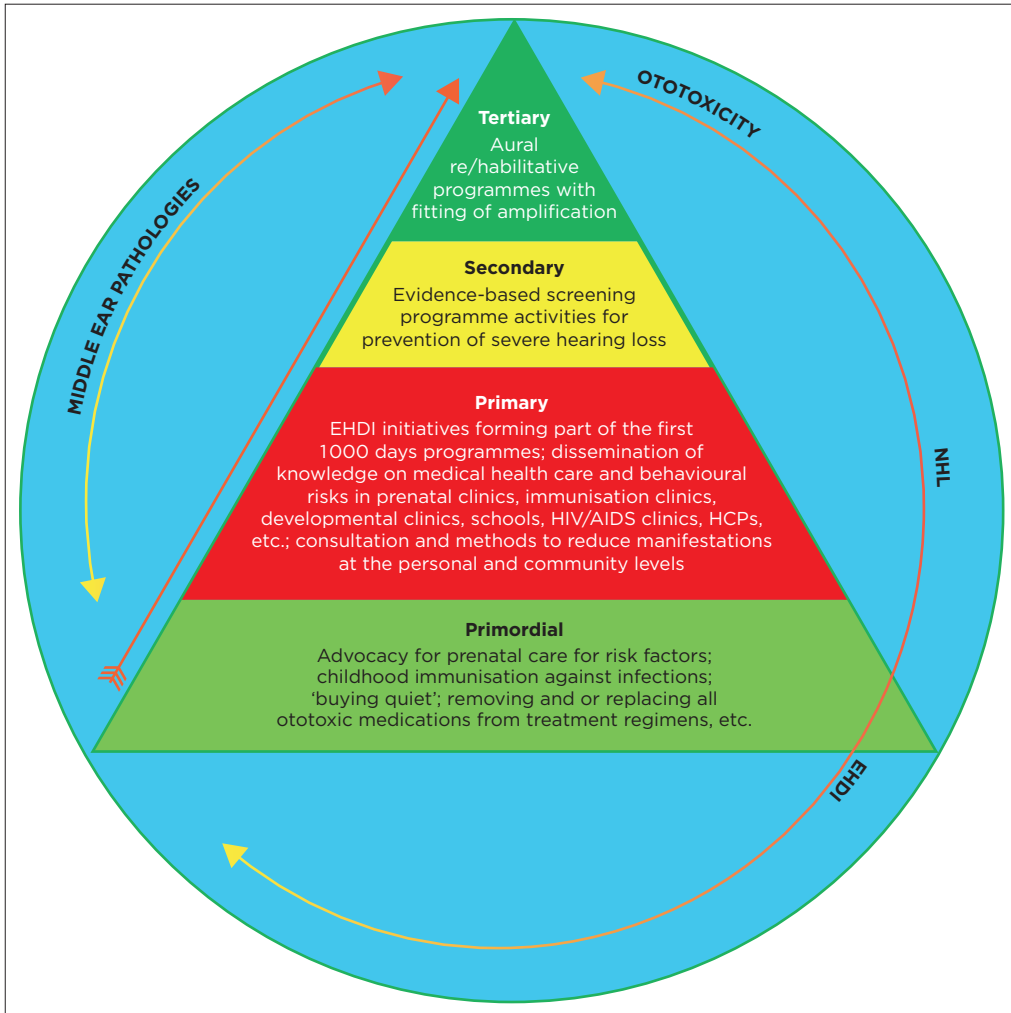 OTOTOXICITY
MIDDLE EAR PATHOLOGIES
NHL
EHDI
Tertiary
Aural
re/habilitative
programmes with
fitting of amplification
Secondary
Evidence-based screening
programme activities for
prevention of severe hearing loss
Primary
EHDI initiatives forming part of the first
1000 days programmes; dissemination of
knowledge on medical health care and behavioural
risks in prenatal clinics, immunisation clinics,
developmental clinics, schools, HIV/AIDS clinics, HCPs,
etc.; consultation and methods to reduce manifestations
at the personal and community levels
Primordial
Advocacy for prenatal care for risk factors;
childhood immunisation against infections;
‘buying quiet’; removing and or replacing all
ototoxic medications from treatment regimens, etc.